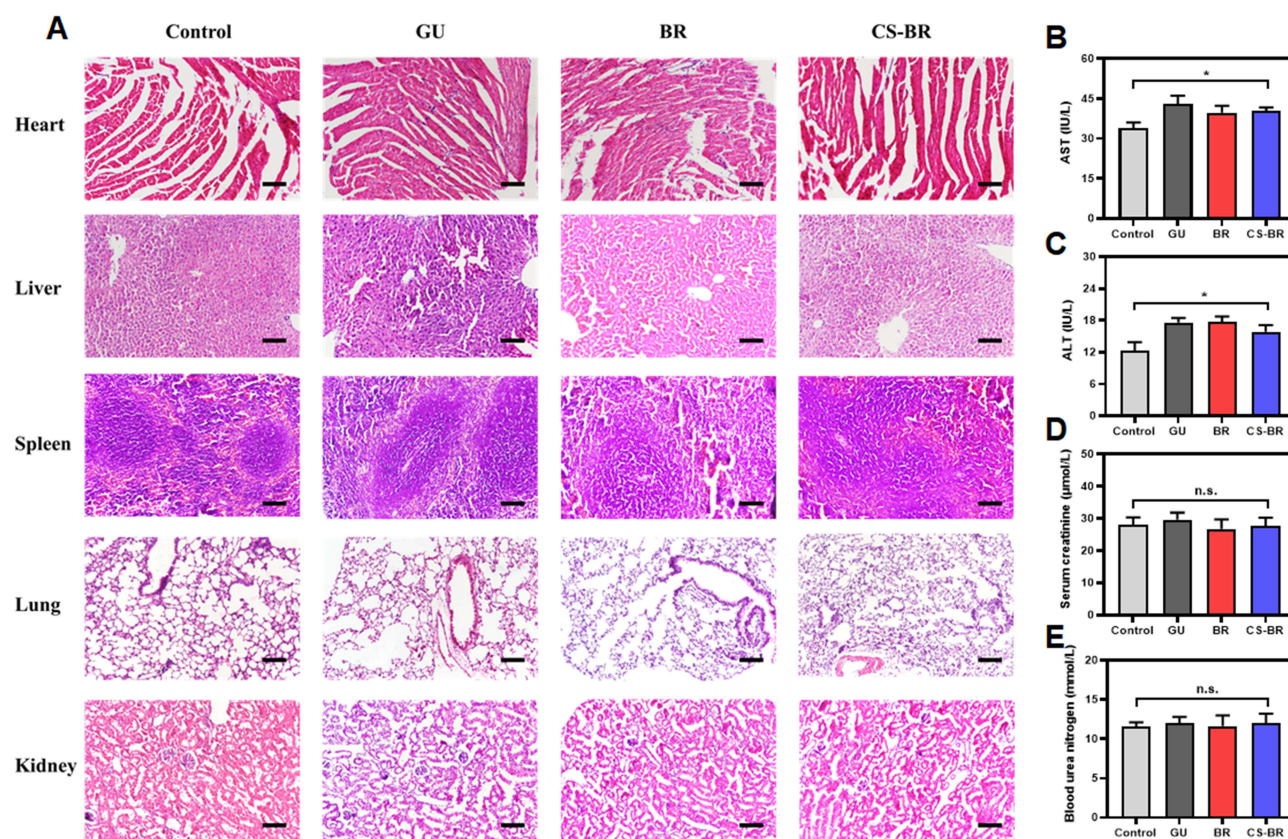 A
Control GU BR CS-BR
Heart
Liver
Spleen
Lung
Kidney
B
AST (IU/L)
60
45
30
15
0
*
Control GU BR CS-BR
C
ALT (IU/L)
30
24
18
12
6
0
*
Control GU BR CS-BR
D
Serum creatinine (μmol/L)
50
40
30
20
10
0
n.s.
Control GU BR CS-BR
E
Blood urea nitrogen (mmol/L)
20
15
10
5
0
n.s.
Control GU BR CS-BR